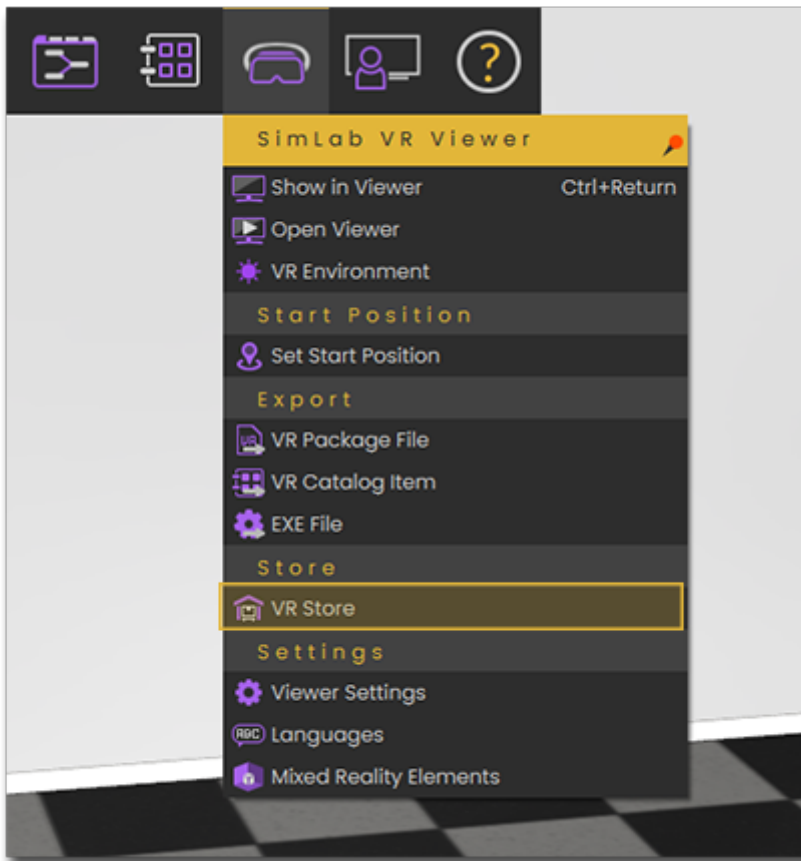 ?
SimLab VR Viewer
Show in Viewer Ctrl+Return
Open Viewer
VR Environment
Start Position
Set Start Position
Export
VR Package File
VR Catalog Item
EXE File
Store
VR Store
Settings
Viewer Settings
Languages
Mixed Reality Elements